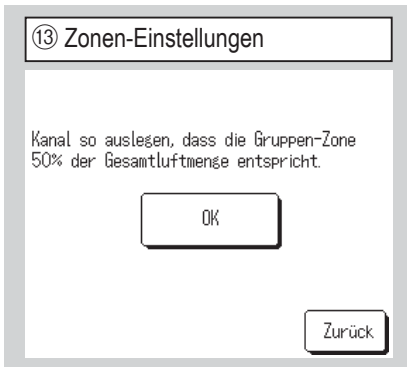 ⑬ Zonen-Einstellungen
Kanal so auslegen, dass die Gruppen-Zone
50% der Gesamtluftmenge entspricht.
OK
Zurück